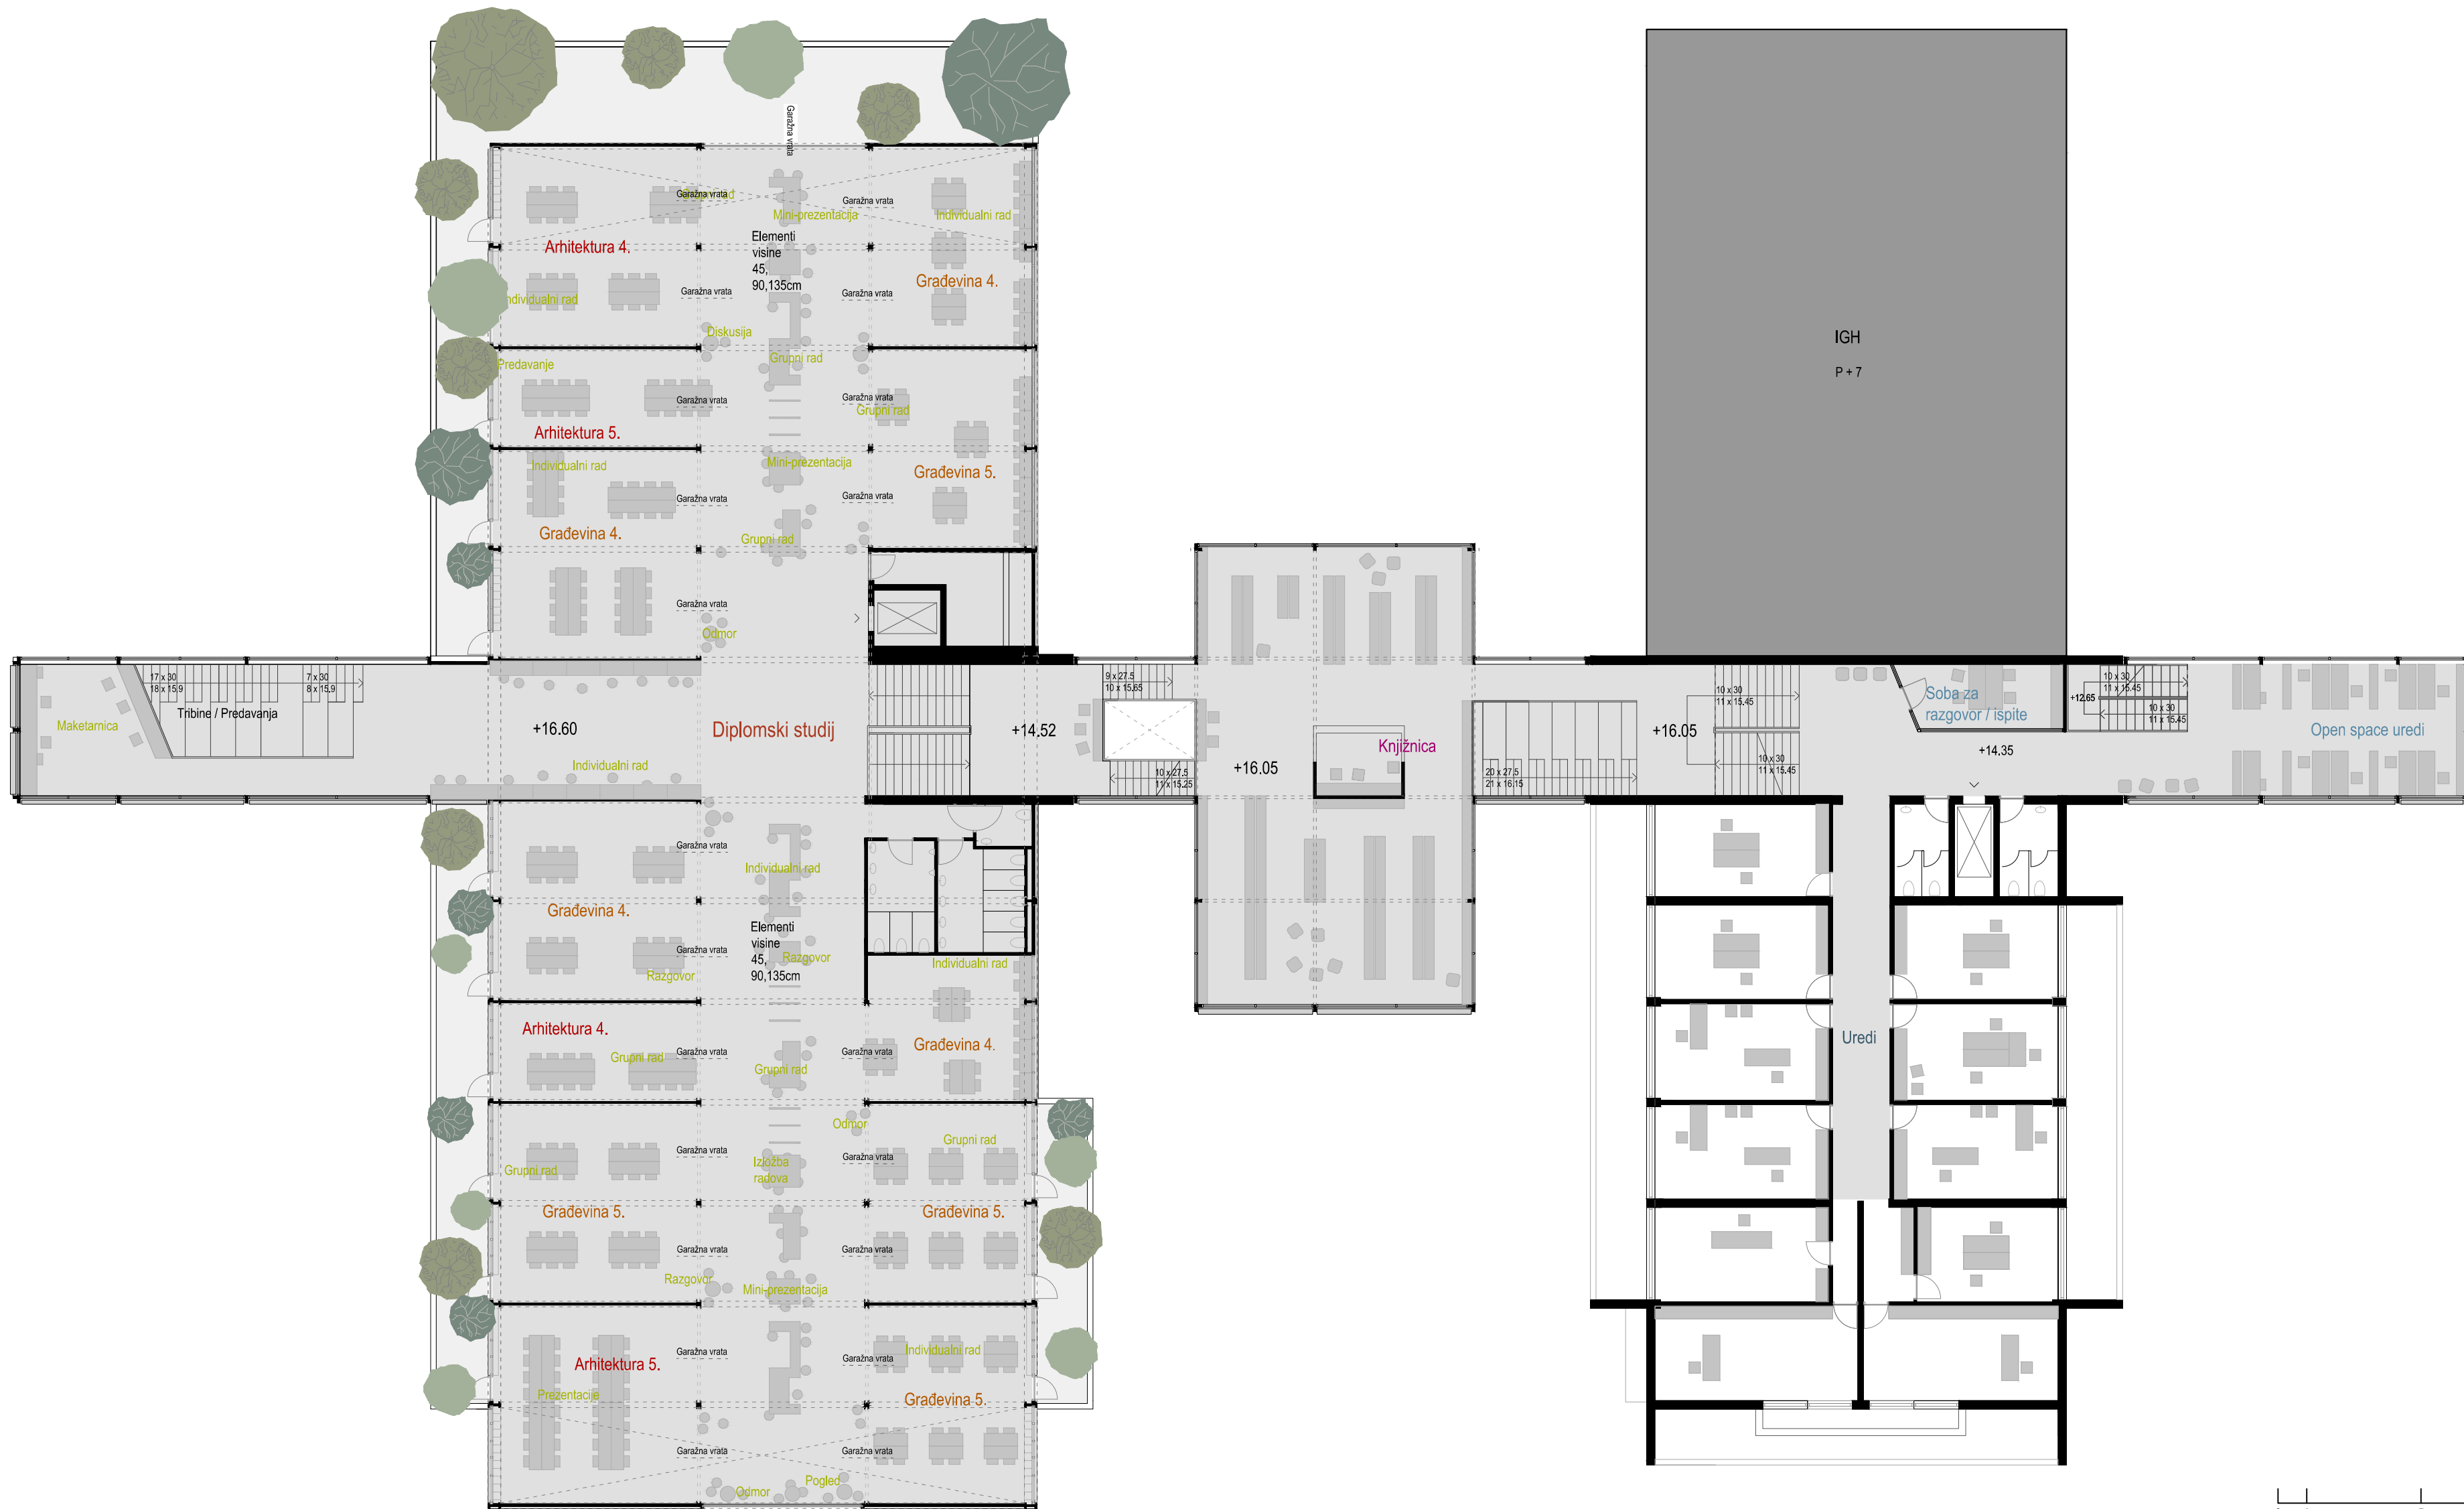 Garažna vrata
Grupni rad
Garažna vrata
Garažna vrata
Mini-prezentacija
Individualni rad
Arhitektura 4.
Elementi
visine
45,
90,135cm
Građevina 4.
Individualni rad
Garažna vrata
Garažna vrata
Diskusija
Grupni rad
Predavanje
Garažna vrata
Garažna vrata
Grupni rad
Arhitektura 5.
Individualni rad
Mini-prezentacija
Građevina 5.
Garažna vrata
Garažna vrata
Građevina 4.
Grupni rad
Garažna vrata
Odmor
IGH
P + 7
17 x 30
18 x 15,9
7 x 30
8 x 15,9
Tribine / Predavanja
Maketarnica
+16.60
Diplomski studij
Individualni rad
+14.52
9 x 27.5
10 x 15,65
10 x 27.5
11 x 15.25
+16.05
Knjižnica
20 x 27,5
21 x 16.15
+16.05
10 x 30
11 x 15.45
10 x 30
11 x 15.45
Soba za
razgovor / ispite
+14.35
+12.65
10 x 30
11 x 15.45
10 x 30
11 x 15.45
Open space uredi
Garažna vrata
Individualni rad
Građevina 4.
Elementi
visine
45,
90,135cm
Garažna vrata
Razgovor
Razgovor
Individualni rad
Arhitektura 4.
Grupni rad
Garažna vrata
Grupni rad
Garažna vrata
Građevina 4.
Uredi
Odmor
Grupni rad
Garažna vrata
Garažna vrata
Grupni rad
Izložba
radova
Građevina 5.
Građevina 5.
Garažna vrata
Garažna vrata
Razgovor
Mini-prezentacija
Arhitektura 5.
Garažna vrata
Garažna vrata
Individualni rad
Prezentacije
Građevina 5.
Garažna vrata
Garažna vrata
Pogled
Odmor